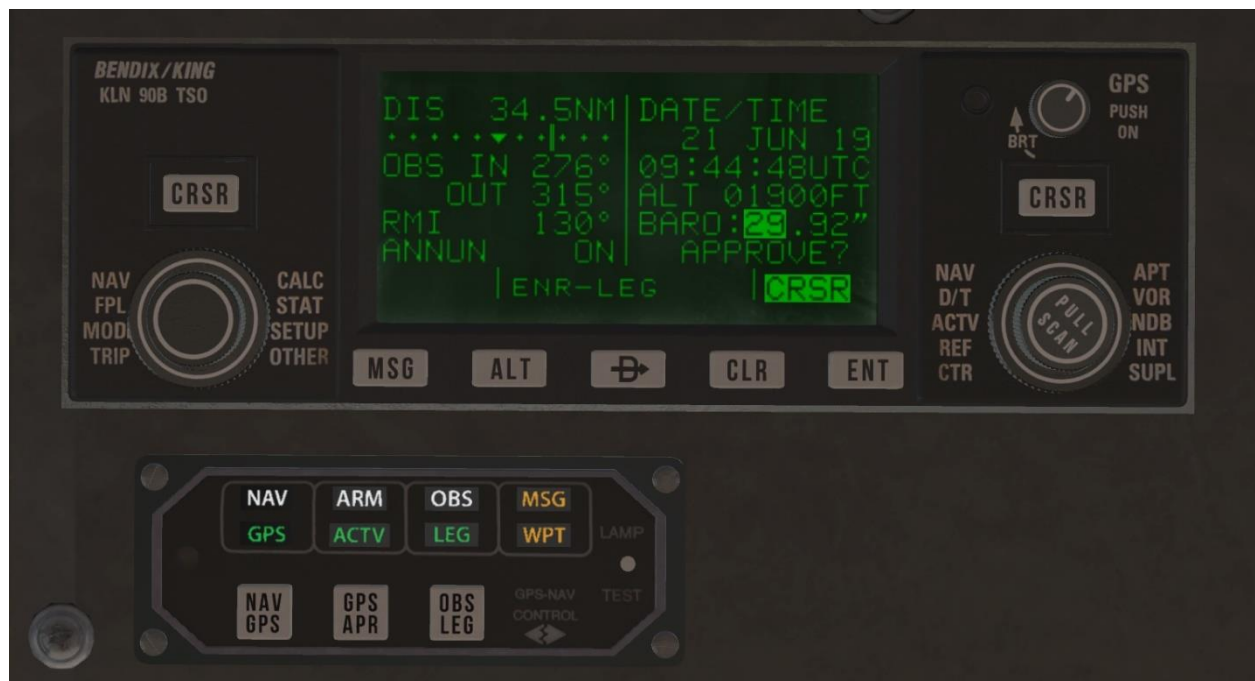 BENDIX/KING
KLN 90B TSO
CRSR
NAV
FPL
MODE
TRIP
CALC
STAT
SETUP
OTHER
DIS 34.5NM
OBS IN 276°
OUT 315°
RMI 130°
ANNUN ON
DATE/TIME
21 JUN 19
09:44:48UTC
ALT 01900FT
BARO:29.92"
APPROVE?
ENR-LEG
CRSR
MSG
ALT
D
CLR
ENT
GPS
PUSH
ON
BRT
CRSR
NAV
D/T
ACTV
REF
CTR
PULL
SCAN
APT
VOR
NDB
INT
SUPL
NAV
GPS
ARM
ACTV
OBS
LEG
MSG
WPT
LAMP
TEST
NAV
GPS
GPS
APR
OBS
LEG
GPS-NAV
CONTROL